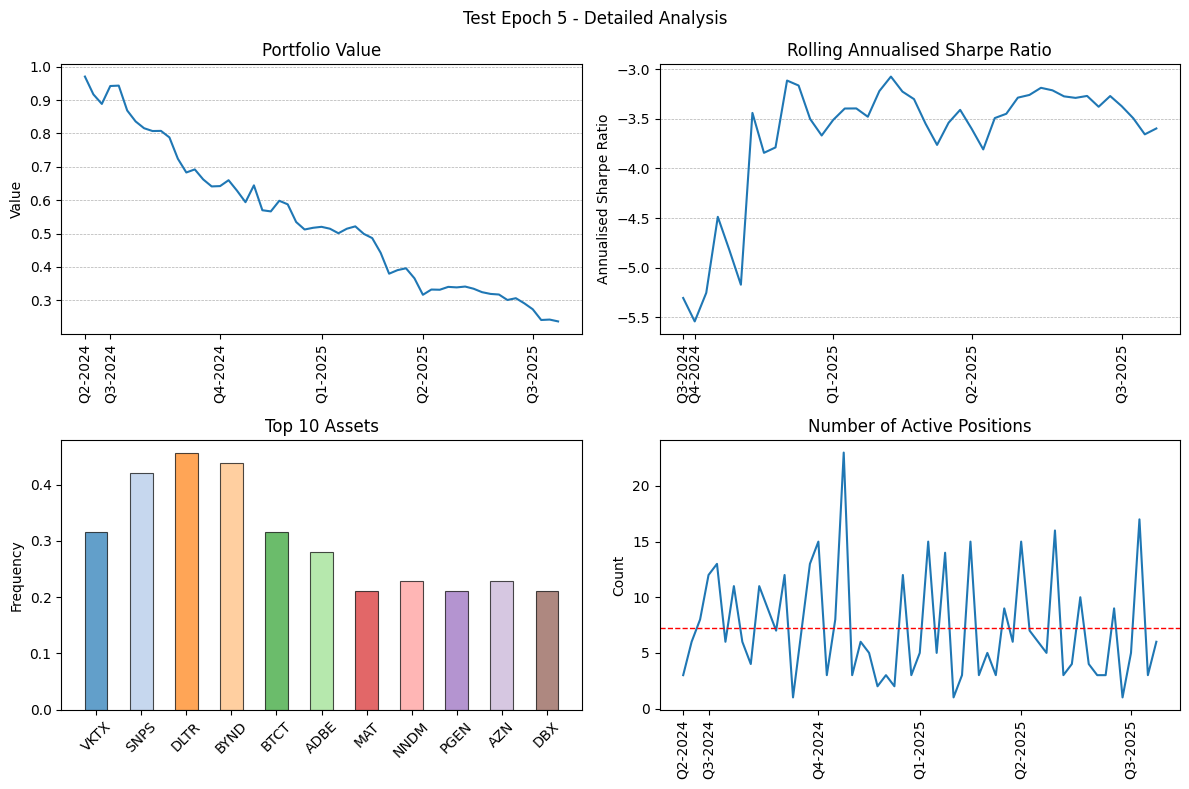 Test Epoch 5 - Detailed Analysis
Portfolio Value
Value
1.0
0.9
0.8
0.7
0.6
0.5
0.4
0.3
Q2-2024
Q3-2024
Q4-2024
Q1-2025
Q2-2025
Q3-2025
Rolling Annualised Sharpe Ratio
Annualised Sharpe Ratio
−3.0
−3.5
−4.0
−4.5
−5.0
−5.5
Q3-2024
Q4-2024
Q1-2025
Q2-2025
Q3-2025
Top 10 Assets
Frequency
0.4
0.3
0.2
0.1
0.0
VKTX
SNPS
DLTR
BYND
BTCT
ADBE
MAT
NNDM
PGEN
AZN
DBX
Number of Active Positions
Count
20
15
10
5
0
Q2-2024
Q3-2024
Q4-2024
Q1-2025
Q2-2025
Q3-2025